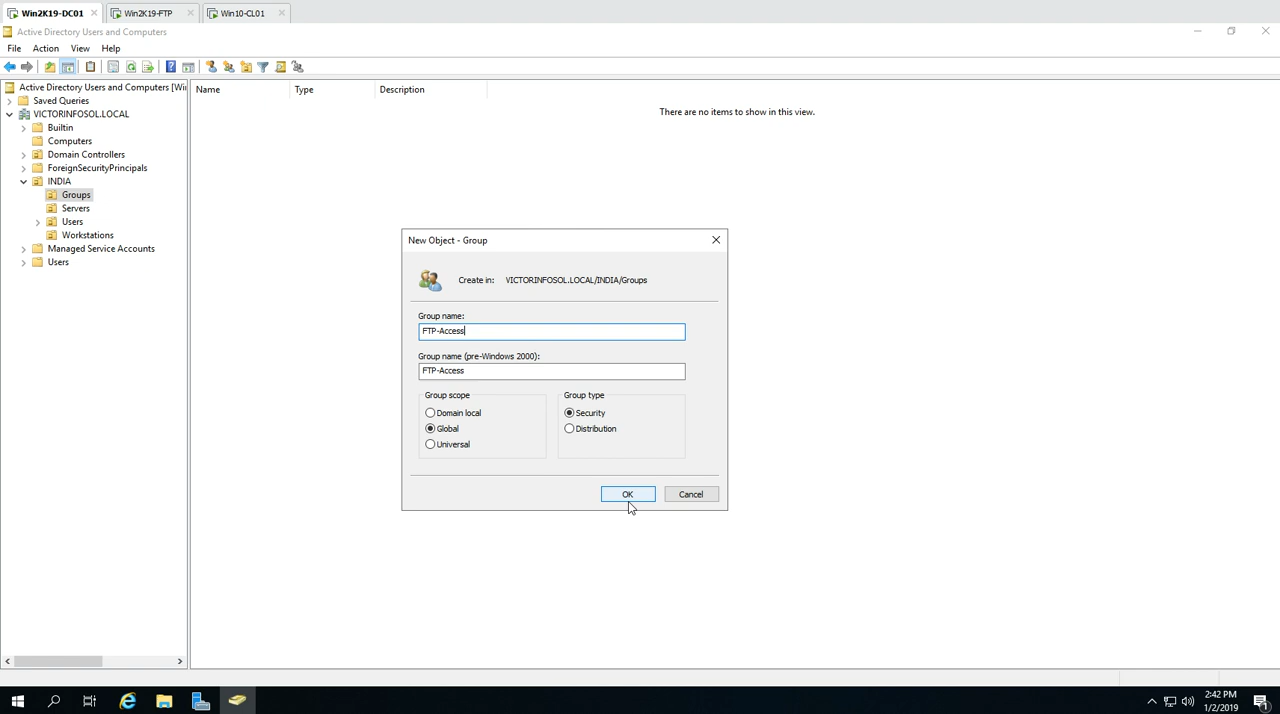 Win2K19-DC01
Win2K19-FTP
Win10-CL01
Active Directory Users and Computers
File Action View Help
Active Directory Users and Computers [Wi
Saved Queries
VICTORINFOSOL.LOCAL
Builtin
Computers
Domain Controllers
ForeignSecurityPrincipals
INDIA
Groups
Servers
Users
Workstations
Managed Service Accounts
Users
Name Type Description
There are no items to show in this view.
New Object - Group
Create in: VICTORINFOSOL.LOCAL/INDIA/Groups
Group name:
FTP-Access
Group name (pre-Windows 2000):
FTP-Access
Group scope
Domain local
Global
Universal
Group type
Security
Distribution
OK Cancel
2:42 PM
1/2/2019
1